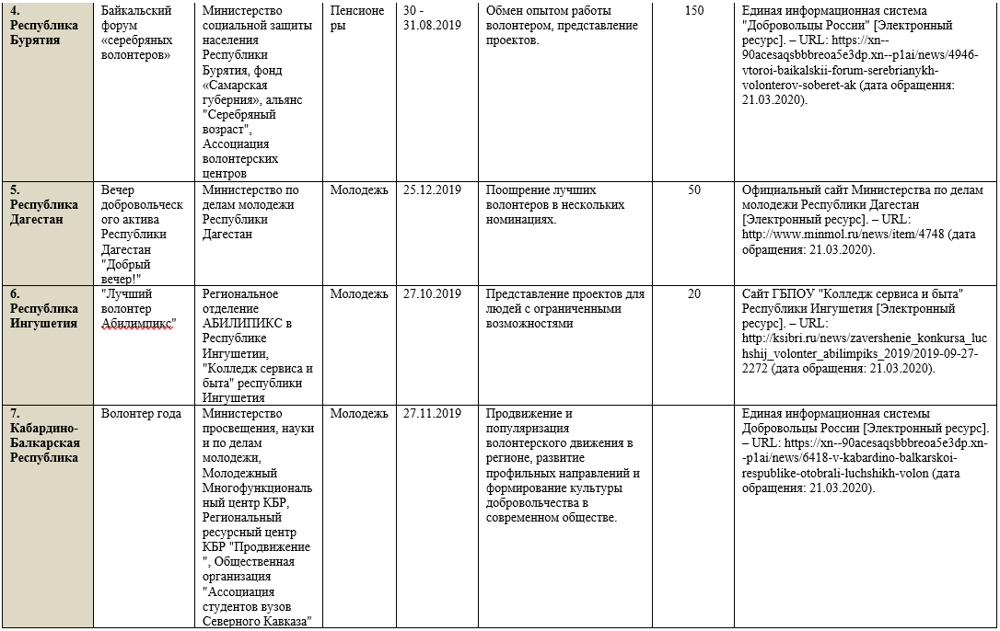 4.
Республика
Бурятия
Байкальский
форум
«серебряных
волонтеров»
Министерство
социальной защиты
населения
Республики
Бурятия, фонд
«Самарская
губерния», альянс
"Серебряный
возраст",
Ассоциация
волонтерских
центров
Пенсионе
ры
30 -
31.08.2019
Обмен опытом работы
волонтером, представление
проектов.
150
Единая информационная система
"Добровольцы России" [Электронный
ресурс]. – URL: https://xn--
90acesaqsbbbreoa5e3dp.xn--p1ai/news/4946-
vtoroi-baikalskii-forum-serebrianykh-
volonterov-soberet-ak (дата обращения:
21.03.2020).
5.
Республика
Дагестан
Вечер
добровольческ
ого актива
Республики
Дагестан
"Добрый
вечер!"
Министерство по
делам молодежи
Республики
Дагестан
Молодежь
25.12.2019
Поощрение лучших
волонтеров в нескольких
номинациях.
50
Официальный сайт Министерства по делам
молодежи Республики Дагестан
[Электронный ресурс]. – URL:
http://www.minmol.ru/news/item/4748 (дата
обращения: 21.03.2020).
6.
Республика
Ингушетия
"Лучший
волонтер
Абилимпикс"
Региональное
отделение
АБИЛИПИКС в
Республике
Ингушетии,
"Колледж сервиса и
быта" республики
Ингушетия
Молодежь
27.10.2019
Представление проектов для
людей с ограниченными
возможностями
20
Сайт ГБПОУ "Колледж сервиса и быта"
Республики Ингушетия [Электронный
ресурс]. – URL:
http://ksibri.ru/news/zavershenie_konkursa_luc
hshij_volonter_abilimpiks_2019/2019-09-27-
2272 (дата обращения: 21.03.2020).
7.
Кабардино-
Балкарская
Республика
Волонтер года
Министерство
просвещения, науки
и по делам
молодежи,
Молодежный
Многофункциональ
ный центр КБР,
Региональный
ресурсный центр
КБР "Продвижение
", Общественная
организация
"Ассоциация
студентов вузов
Северного Кавказа"
Молодежь
27.11.2019
Продвижение и
популяризация
волонтерского движения в
регионе, развитие
профильных направлений и
формирование культуры
добровольчества в
современном обществе.
Единая информационная системы
Добровольцы России [Электронный ресурс].
– URL: https://xn--90acesaqsbbbreoa5e3dp.xn-
-p1ai/news/6418-v-kabardino-balkarskoi-
respublike-otobrali-luchshikh-volon (дата
обращения: 21.03.2020).